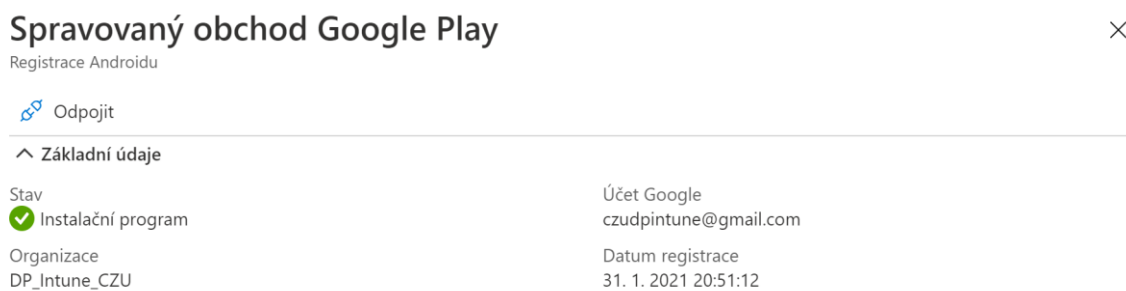 Spravovaný obchod Google Play
Registrace Androidu
Odpojit
Základní údaje
Stav
Instalační program
Účet Google
czudpintune@gmail.com
Organizace
DP_Intune_CZU
Datum registrace
31. 1. 2021 20:51:12